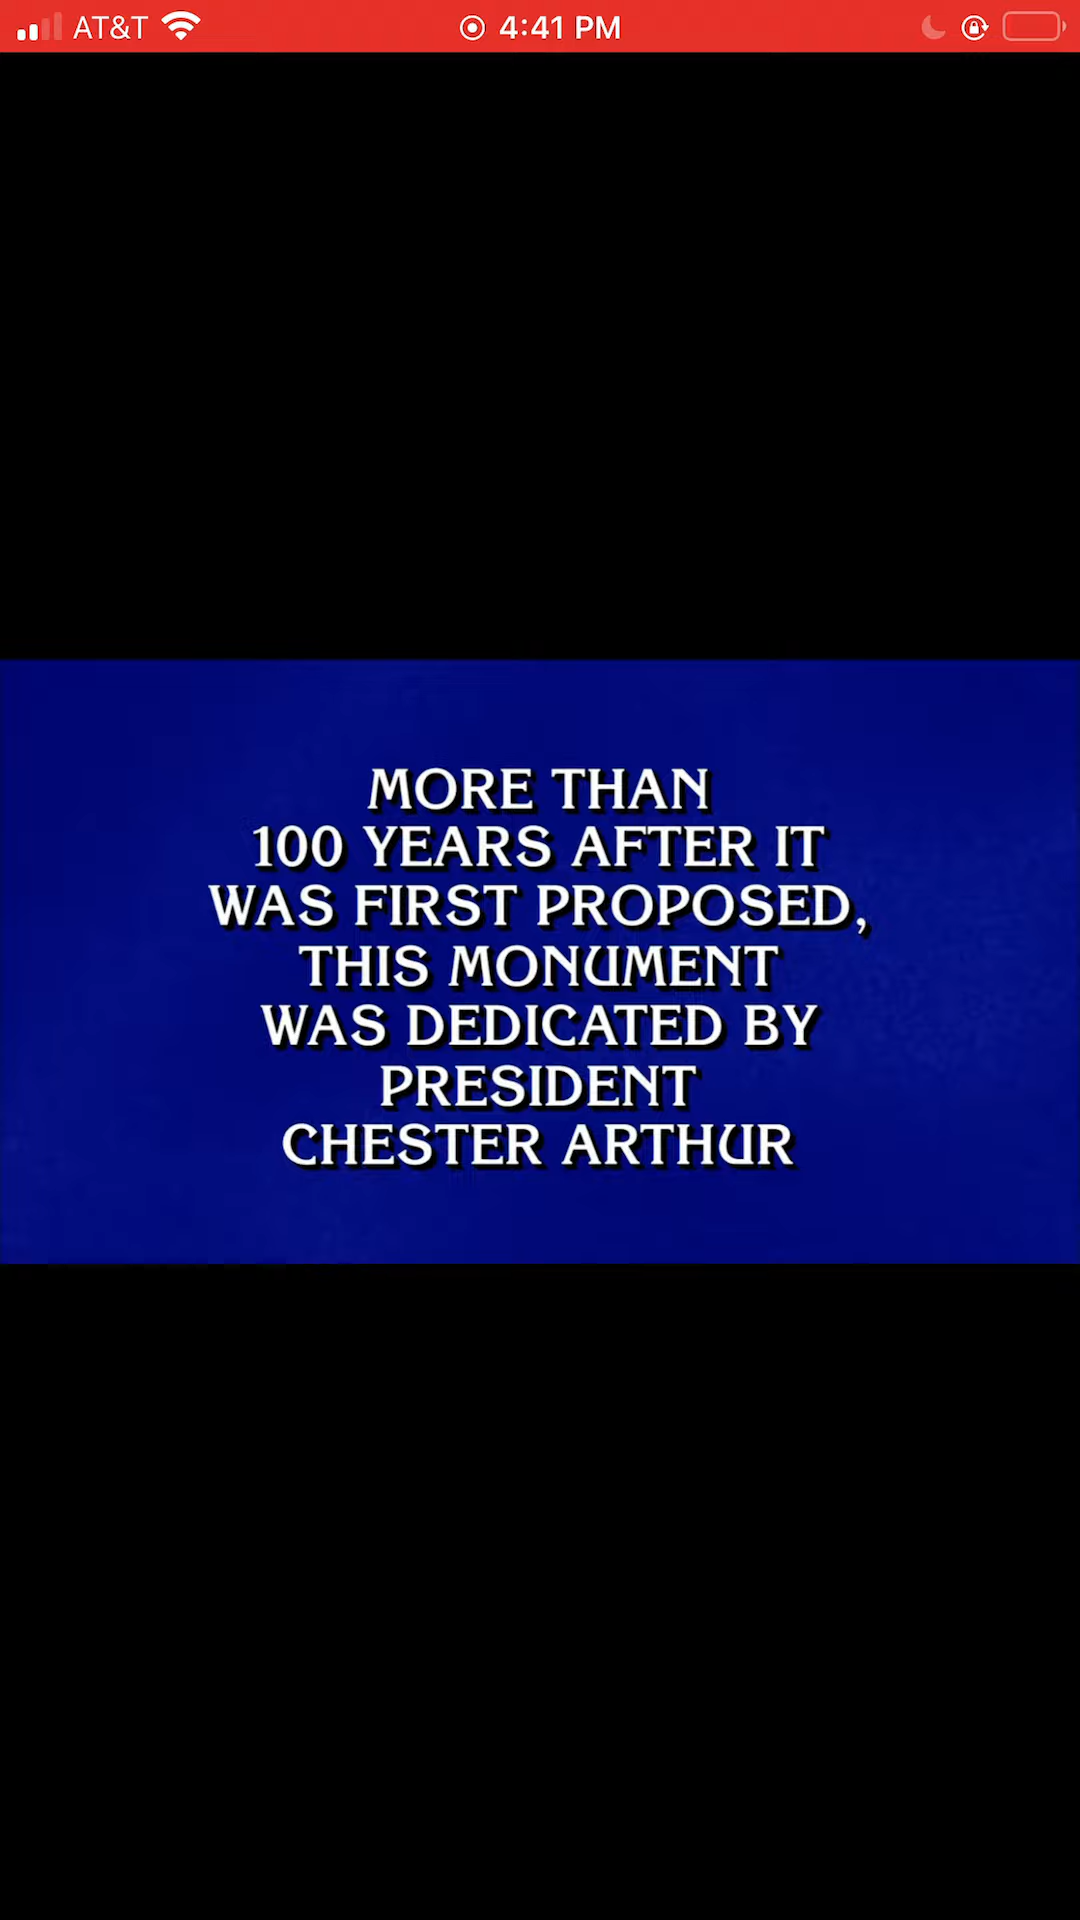 AT&T 4:41 PM
MORE THAN
100 YEARS AFTER IT
WAS FIRST PROPOSED,
THIS MONUMENT
WAS DEDICATED BY
PRESIDENT
CHESTER ARTHUR